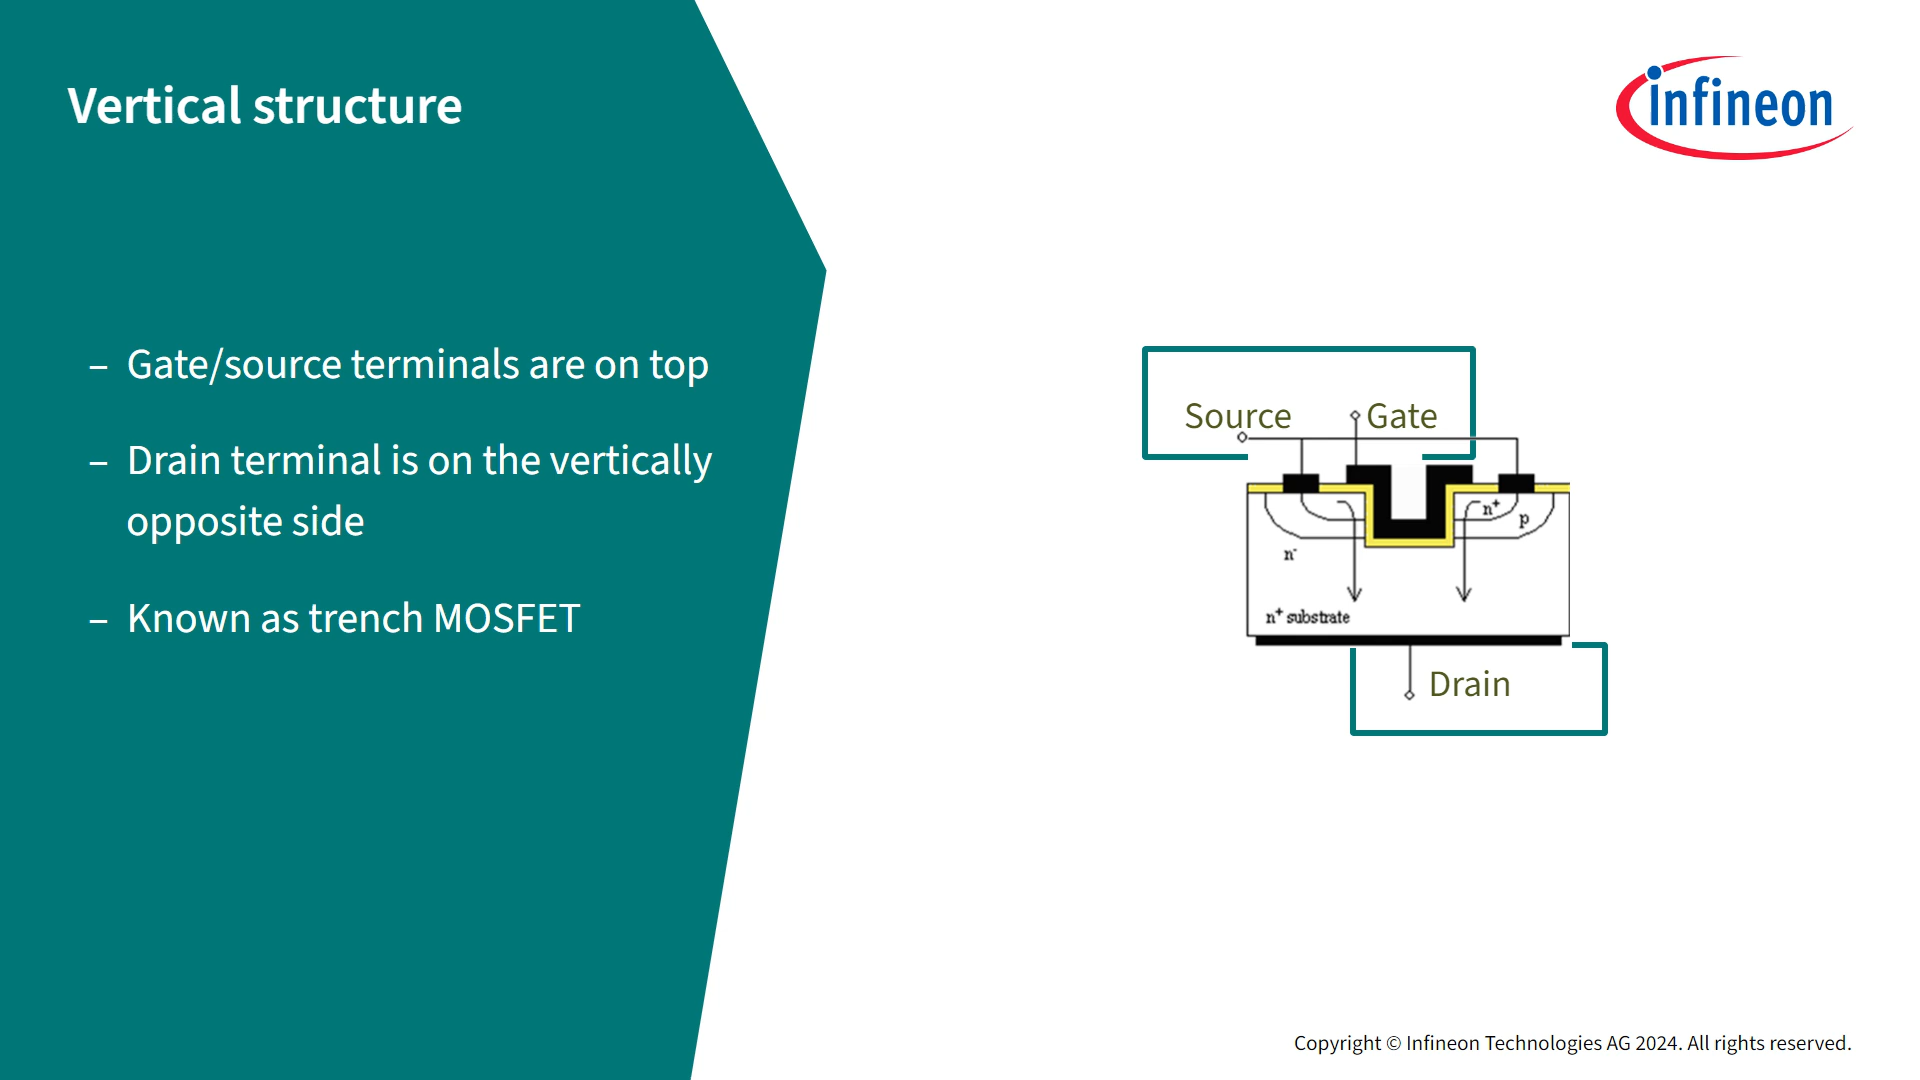 Vertical structure
infineon
– Gate/source terminals are on top
– Drain terminal is on the vertically
opposite side
– Known as trench MOSFET
Source
Gate
n⁺
p
n⁻
n⁺ substrate
Drain
Copyright © Infineon Technologies AG 2024. All rights reserved.